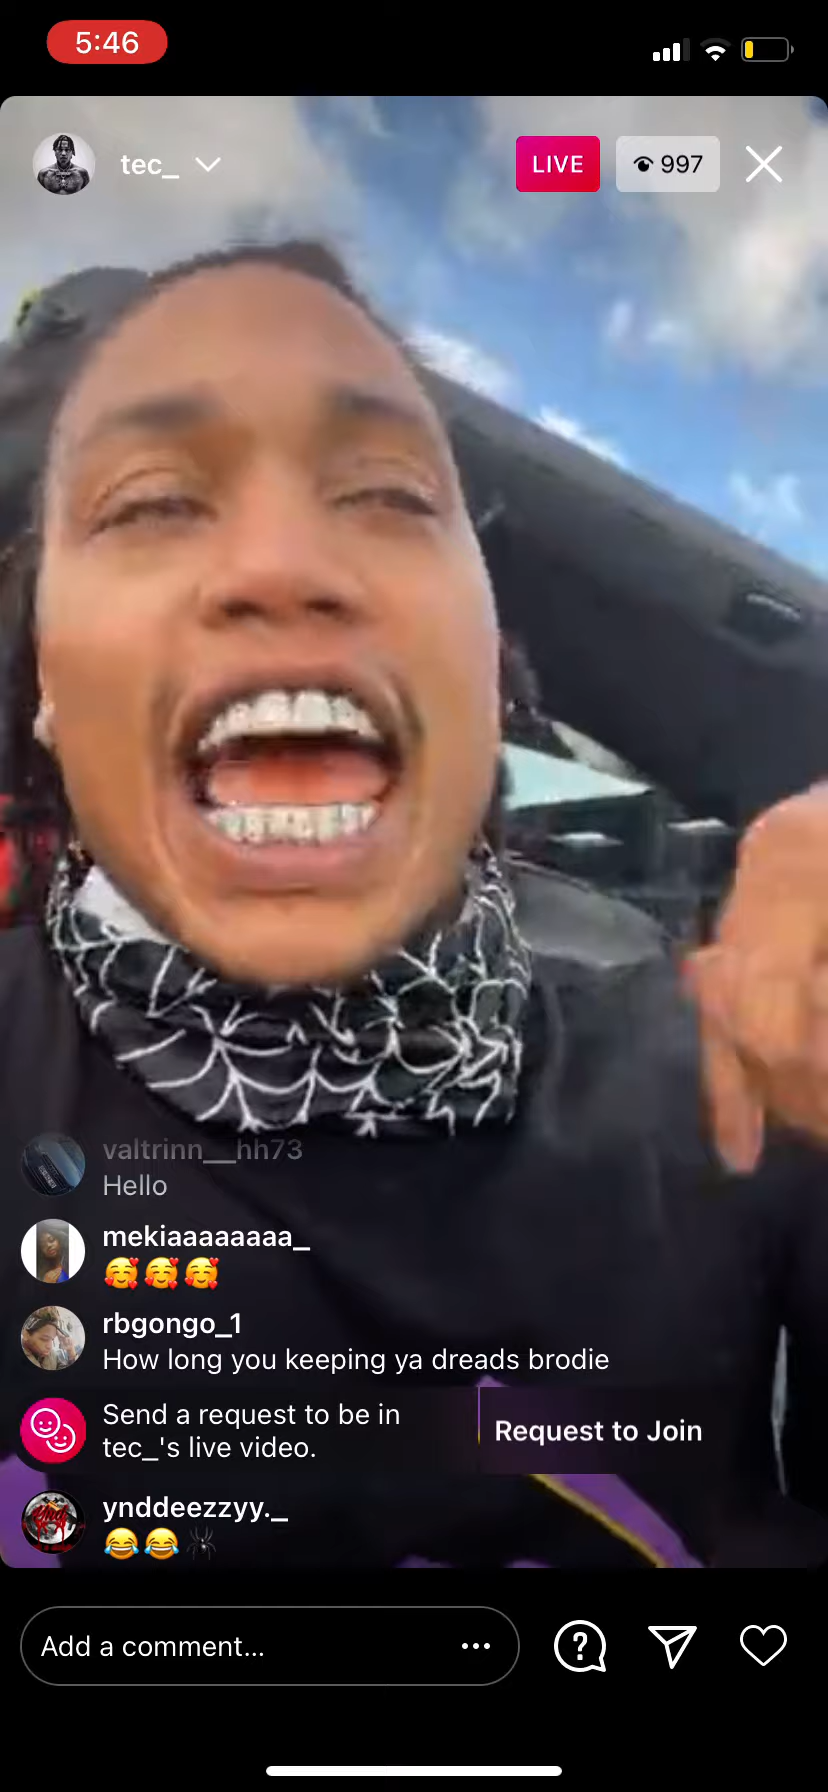 5:46
tec_
LIVE
997
valtrinn__hh73
Hello
mekiaaaaaaaa_
🥰🥰🥰
rbgongo_1
How long you keeping ya dreads brodie
Send a request to be in
tec_'s live video.
Request to Join
ynddeezzyy._
😂😂🕷
Add a comment...